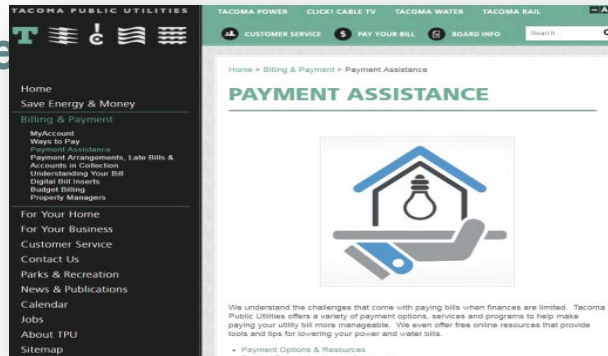 TACOMA PUBLIC UTILITIES
TACOMA POWER CLICK! CABLE TV TACOMA WATER TACOMA RAIL
CUSTOMER SERVICE $ PAY YOUR BILL BOARD INFO Search...
Home
Save Energy & Money
Billing & Payment
MyAccount
Ways to Pay
Payment Assistance
Payment Arrangements, Late Bills &
Accounts in Collection
Understanding Your Bill
Digital Bill Inserts
Budget Billing
Property Managers
For Your Home
For Your Business
Customer Service
Contact Us
Parks & Recreation
News & Publications
Calendar
Jobs
About TPU
Sitemap
Home > Billing & Payment > Payment Assistance
PAYMENT ASSISTANCE
We understand the challenges that come with paying bills when finances are limited. Tacoma
Public Utilities offers a variety of payment options, services and programs to help make
paying your utility bill more manageable. We even offer free online resources that provide
tools and tips for lowering your power and water bills.
• Payment Options & Resources